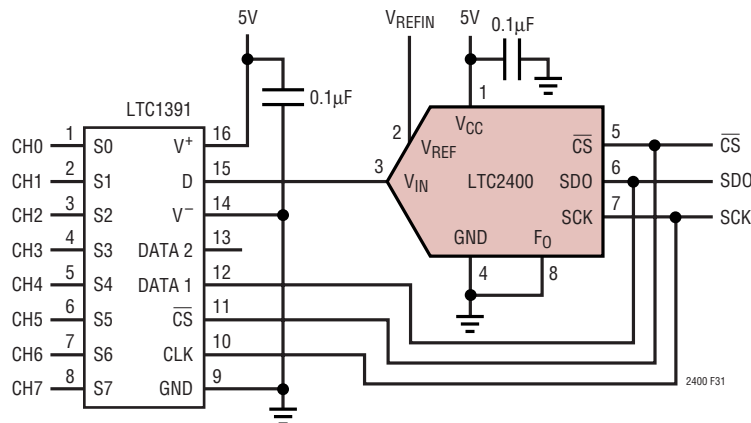 5V
VREFIN
5V
0.1µF
0.1µF
LTC1391
1
16
CH0
S0
V+
2
15
CH1
S1
D
3
14
CH2
S2
V−
4
13
CH3
S3
DATA 2
5
12
CH4
S4
DATA 1
6
11
CH5
S5
CS
7
10
CH6
S6
CLK
8
9
CH7
S7
GND
1
VCC
2
VREF
3
VIN
LTC2400
CS
5
CS
SDO
6
SDO
SCK
7
SCK
GND
FO
4
8
2400 F31